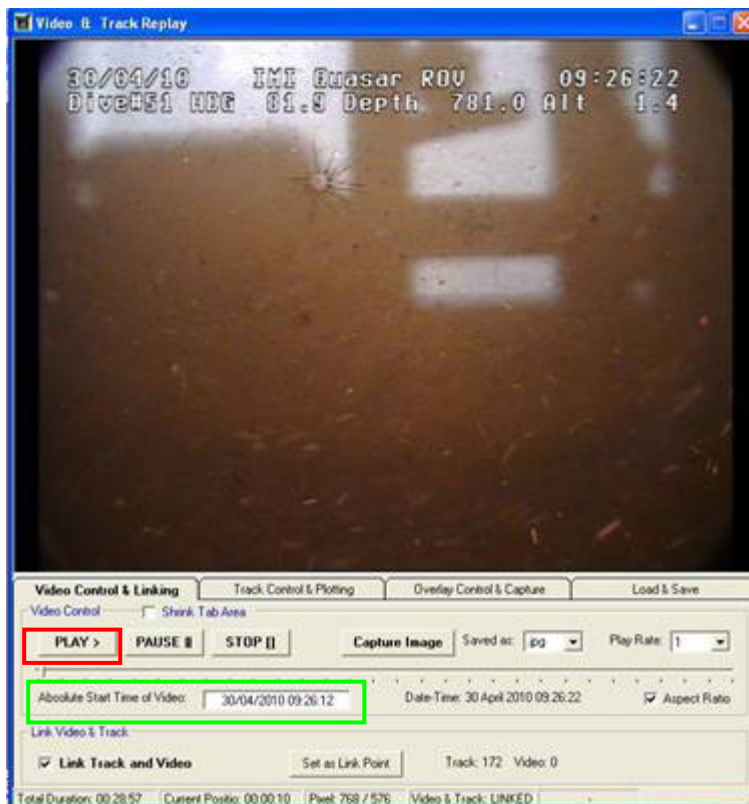 Video & Track Replay
30/04/10 IMI Quasar ROV 09:26:22
Dive#51 HDG 01.9 Depth 781.0 Alt 1.4
Video Control & Linking Track Control & Plotting Overlay Control & Capture Load & Save
Video Control Shrink Tab Area
PLAY > PAUSE II STOP [] Capture Image Saved as: jpg Play Rate: 1
Absolute Start Time of Video: 30/04/2010 09:26:12 Date-Time: 30 April 2010 09:26:22 Aspect Ratio
Link Video & Track
Link Track and Video Set as Link Point Track: 172 Video: 0
Total Duration: 00:28:57 Current Positio: 00:00:10 Pixel: 768 / 576 Video & Track: LINKED -